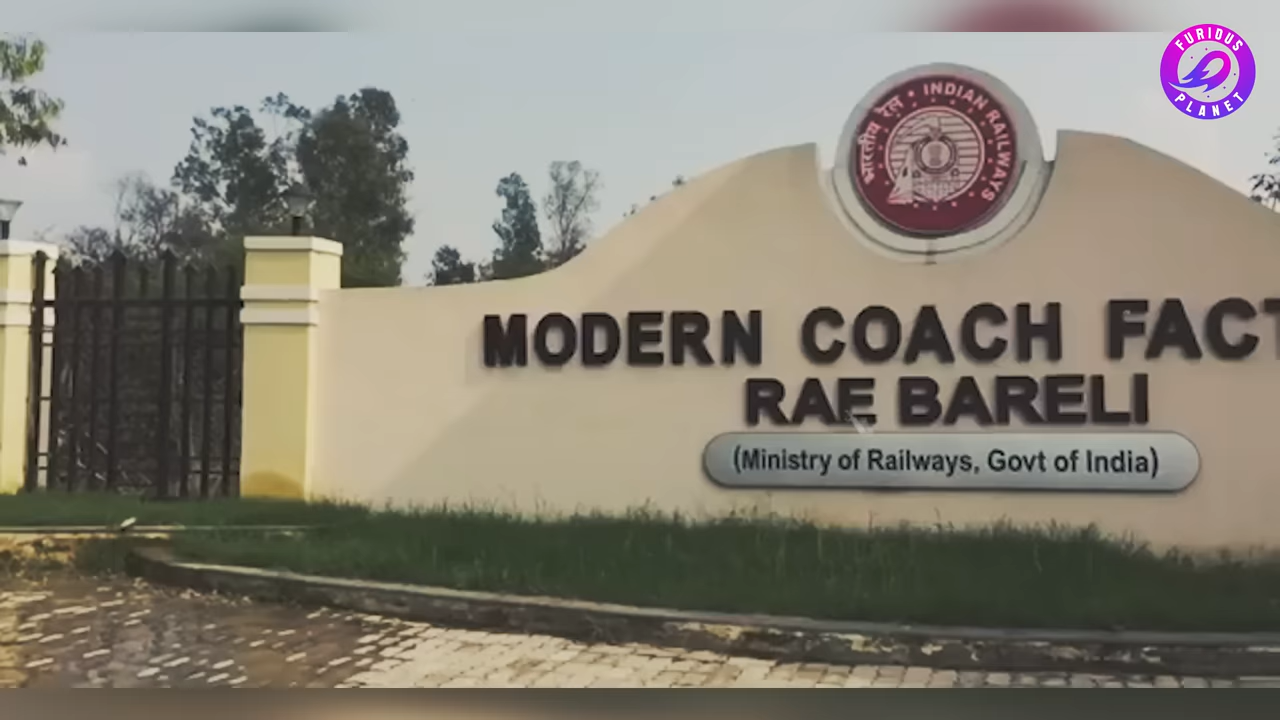 FURIOUS
PLANET
भारतीय रेल • INDIAN RAILWAYS
MODERN COACH FACT
RAE BARELI
(Ministry of Railways, Govt of India)